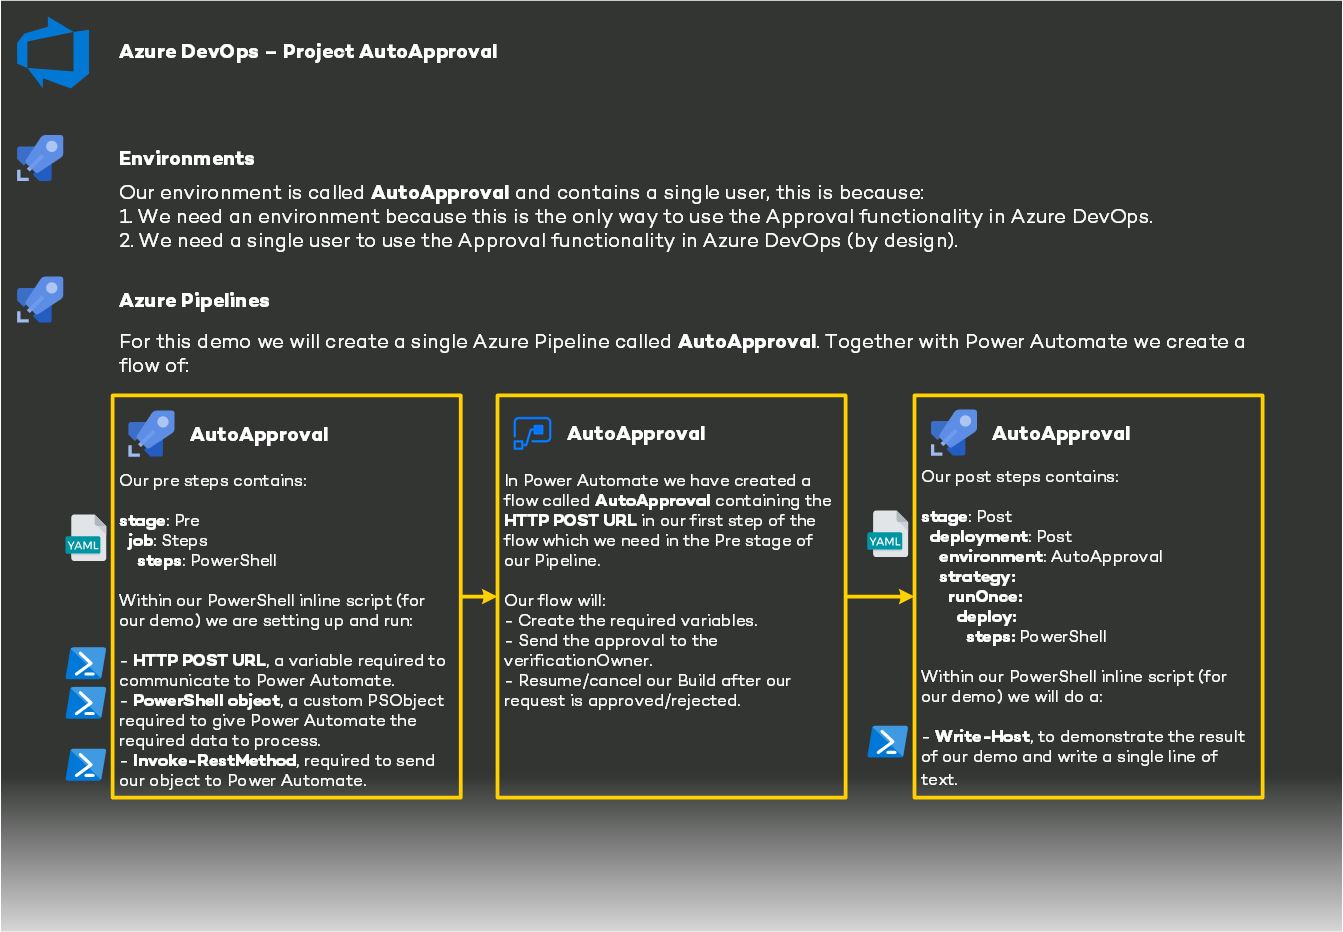 Azure DevOps – Project AutoApproval
Environments
Our environment is called AutoApproval and contains a single user, this is because:
1. We need an environment because this is the only way to use the Approval functionality in Azure DevOps.
2. We need a single user to use the Approval functionality in Azure DevOps (by design).
Azure Pipelines
For this demo we will create a single Azure Pipeline called AutoApproval. Together with Power Automate we create a
flow of:
AutoApproval
Our pre steps contains:
YAML
stage: Pre
job: Steps
steps: PowerShell
Within our PowerShell inline script (for
our demo) we are setting up and run:
- HTTP POST URL, a variable required to
communicate to Power Automate.
- PowerShell object, a custom PSObject
required to give Power Automate the
required data to process.
- Invoke-RestMethod, required to send
our object to Power Automate.
AutoApproval
In Power Automate we have created a
flow called AutoApproval containing the
HTTP POST URL in our first step of the
flow which we need in the Pre stage of
our Pipeline.
Our flow will:
- Create the required variables.
- Send the approval to the
verificationOwner.
- Resume/cancel our Build after our
request is approved/rejected.
AutoApproval
Our post steps contains:
YAML
stage: Post
deployment: Post
environment: AutoApproval
strategy:
runOnce:
deploy:
steps: PowerShell
Within our PowerShell inline script (for
our demo) we will do a:
- Write-Host, to demonstrate the result
of our demo and write a single line of
text.